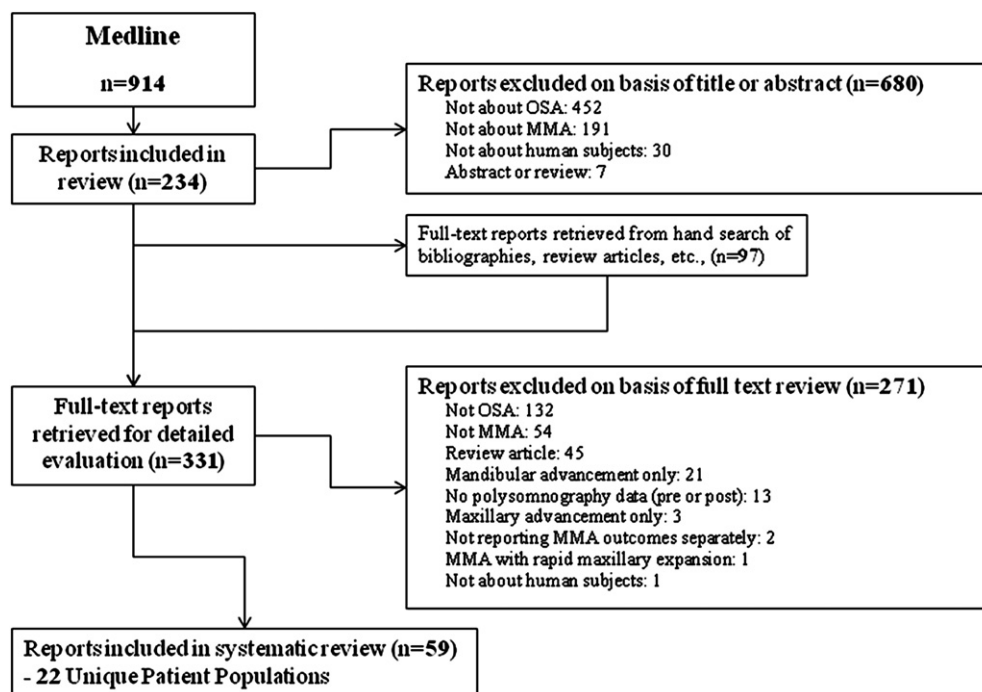 Medline
n=914
Reports included in
review (n=234)
Reports excluded on basis of title or abstract (n=680)
Not about OSA: 452
Not about MMA: 191
Not about human subjects: 30
Abstract or review: 7
Full-text reports retrieved from hand search of
bibliographies, review articles, etc., (n=97)
Full-text reports
retrieved for detailed
evaluation (n=331)
Reports excluded on basis of full text review (n=271)
Not OSA: 132
Not MMA: 54
Review article: 45
Mandibular advancement only: 21
No polysomnography data (pre or post): 13
Maxillary advancement only: 3
Not reporting MMA outcomes separately: 2
MMA with rapid maxillary expansion: 1
Not about human subjects: 1
Reports included in systematic review (n=59)
- 22 Unique Patient Populations